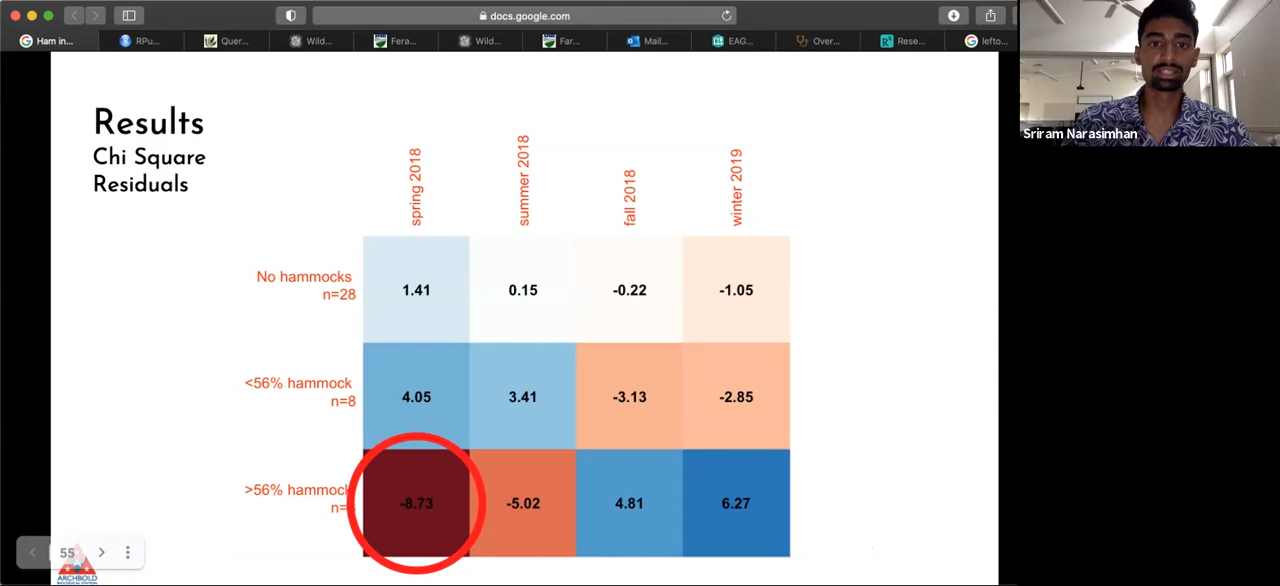 docs.google.com
Ham in...
RPu...
Quer...
Wild...
Fera...
Wild...
Far...
Mail...
EAG...
Over...
Rese...
lefto...
Results
Chi Square
Residuals
spring 2018
summer 2018
fall 2018
winter 2019
No hammocks
n=28
1.41
0.15
-0.22
-1.05
<56% hammock
n=8
4.05
3.41
-3.13
-2.85
>56% hammock
n=
-8.73
-5.02
4.81
6.27
55
ARCHBOLD
BIOLOGICAL STATION
Sriram Narasimhan